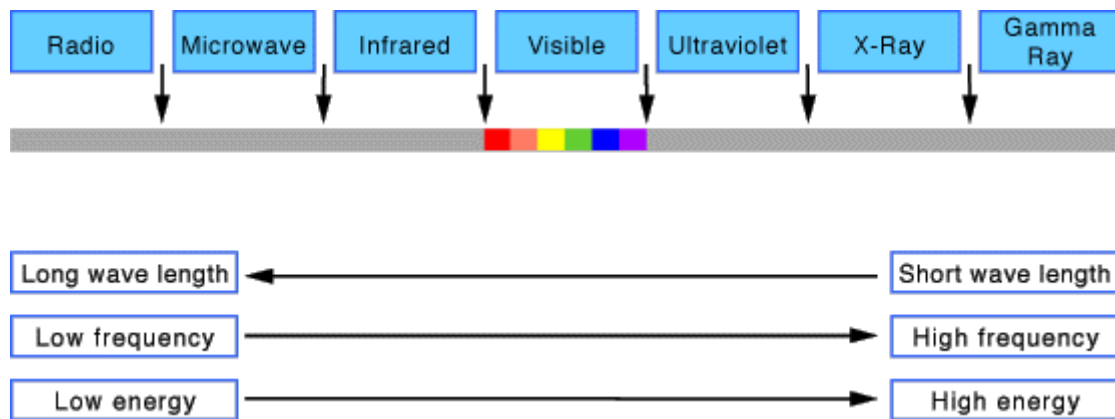 Radio
Microwave
Infrared
Visible
Ultraviolet
X-Ray
Gamma
Ray
Long wave length
Short wave length
Low frequency
High frequency
Low energy
High energy